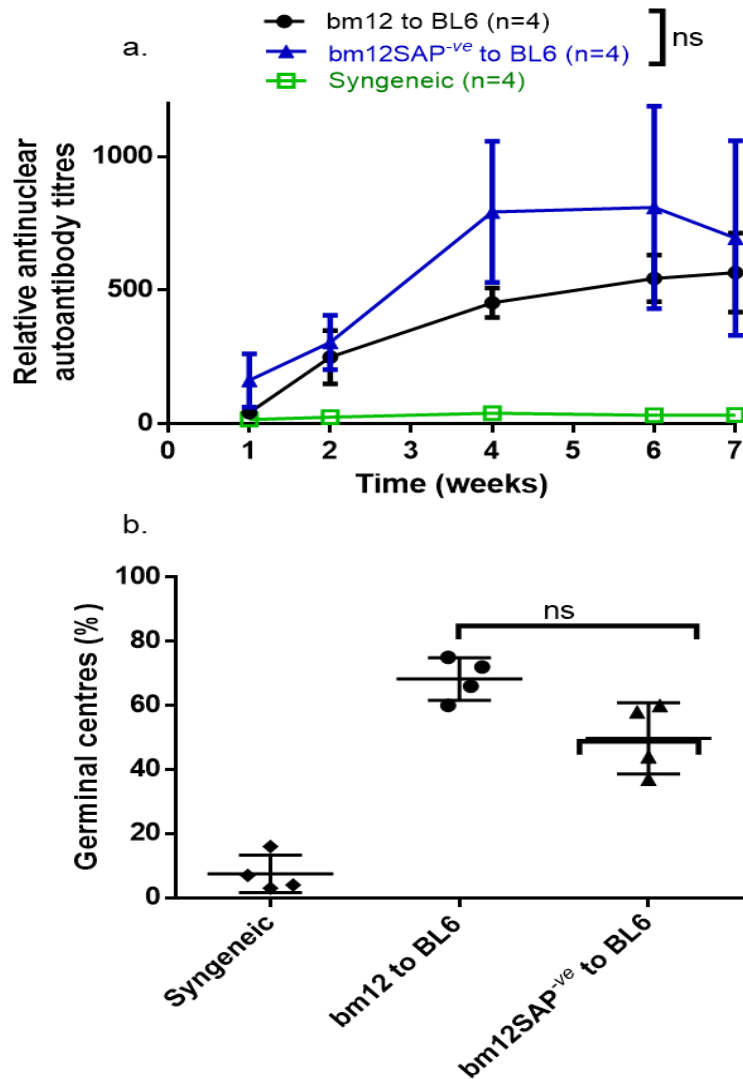 a.
bm12 to BL6 (n=4)
bm12SAP-ve to BL6 (n=4)
Syngeneic (n=4)
ns
Relative antinuclear
autoantibody titres
1000
500
0
0 1 2 3 4 5 6 7
Time (weeks)
b.
Germinal centres (%)
100
80
60
40
20
0
ns
Syngeneic
bm12 to BL6
bm12SAP-ve to BL6